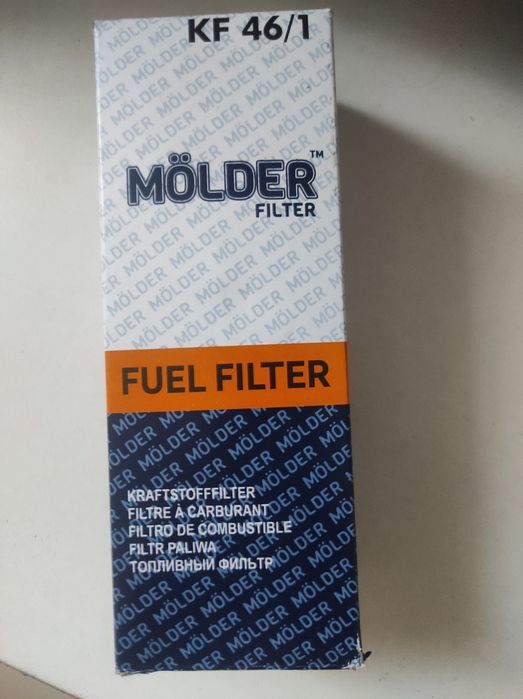 KF 46/1
MÖLDER™
FILTER
FUEL FILTER
KRAFTSTOFFFILTER
FILTRE À CARBURANT
FILTRO DE COMBUSTIBLE
FILTR PALIWA
ТОПЛИВНЫЙ ФИЛЬТР